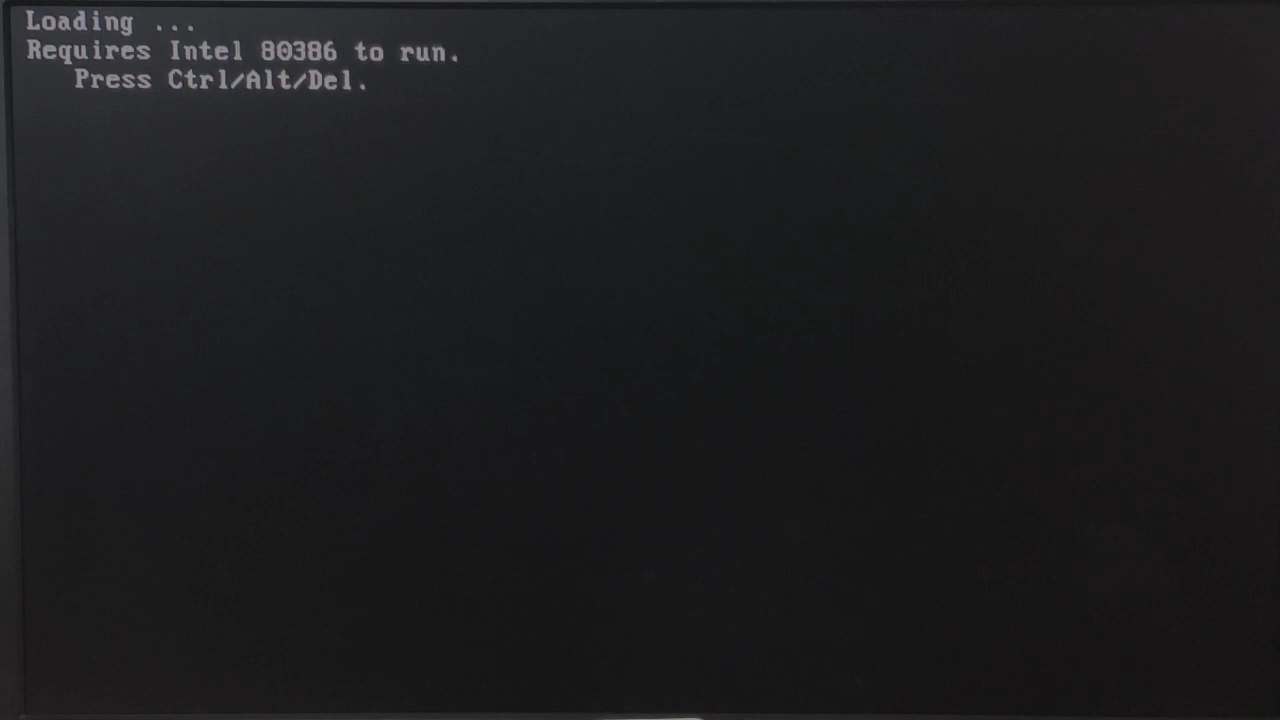 Loading ...
Requires Intel 80386 to run.
Press Ctrl/Alt/Del.